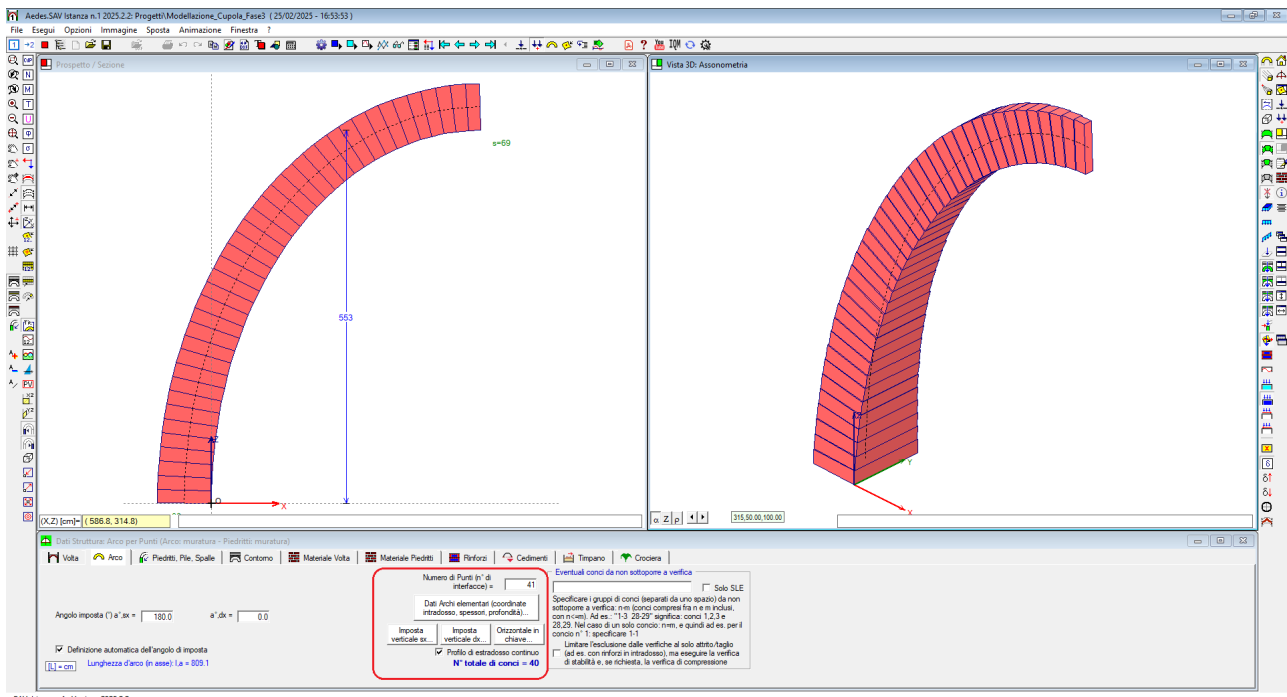 Aedes.SAV Istanza n.1 2025.2.2: Progetti\Modellazione_Cupola_Fase3 ( 25/02/2025 - 16:53:53 )
File Esegui Opzioni Immagine Sposta Animazione Finestra ?
Prospetto / Sezione
s=69
553
Z
O
X
(X,Z) [cm]= ( 586.8, 314.8)
Vista 3D: Assonometria
Y
X
α Z ρ
315,50.00,100.00
Dati Struttura: Arco per Punti (Arco: muratura - Piedritti: muratura)
Volta Arco Piedritti, Pile, Spalle Contorno Materiale Volta Materiale Piedritti Rinforzi Cedimenti Timpano Crociera
Angolo imposta (°) a°,sx = 180.0 a°,dx = 0.0
Definizione automatica dell'angolo di imposta
[L] = cm Lunghezza d'arco (in asse): l,a = 809.1
Numero di Punti (n° di
interfacce) = 41
Dati Archi elementari (coordinate
intradosso, spessori, profondità)...
Imposta
verticale sx...
Imposta
verticale dx...
Orizzontale in
chiave...
Profilo di estradosso continuo
N° totale di conci = 40
Eventuali conci da non sottoporre a verifica
Solo SLE
Specificare i gruppi di conci (separati da uno spazio) da non
sottoporre a verifica: n-m (conci compresi fra n e m inclusi,
con n<=m). Ad es.: "1-3 28-29" significa: conci 1,2,3 e
28,29. Nel caso di un solo concio: n=m, e quindi ad es. per il
concio n° 1: specificare 1-1
Limitare l'esclusione dalle verifiche al solo attrito/taglio
(ad es. con rinforzi in intradosso), ma eseguire la verifica
di stabilità e, se richiesta, la verifica di compressione